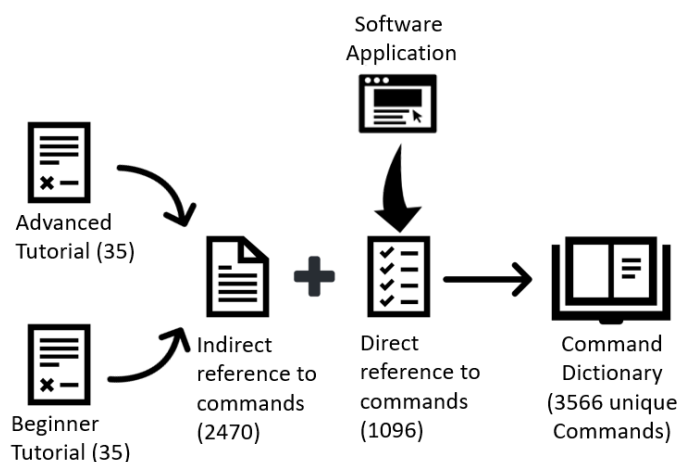 Software
Application
Advanced
Tutorial (35)
Beginner
Tutorial (35)
Indirect
reference to
commands
(2470)
Direct
reference to
commands
(1096)
Command
Dictionary
(3566 unique
Commands)